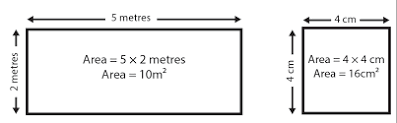 5 metres
2 metres
Area = 5 × 2 metres
Area = 10m²
4 cm
4 cm
Area = 4 × 4 cm
Area = 16cm²